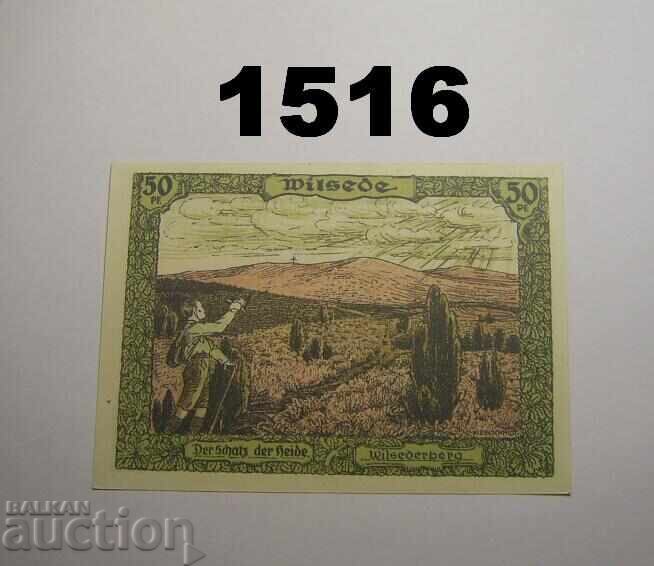 1516
50 Wilsede 50
Pf. Pf.
Der Schatz der Heide. Wilsederberg
BALKAN
auction